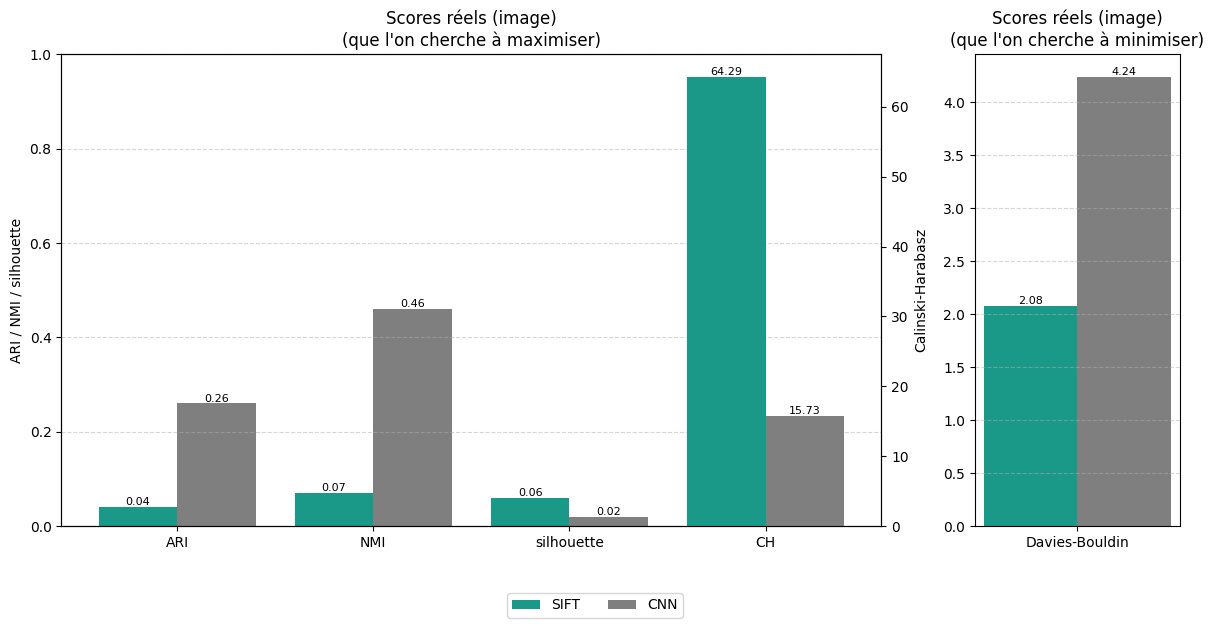 Scores réels (image)
(que l'on cherche à maximiser)
ARI / NMI / silhouette
1.0
0.8
0.6
0.4
0.2
0.0
0.04
0.26
0.07
0.46
0.06
0.02
64.29
15.73
ARI
NMI
silhouette
CH
60
50
40
30
20
10
0
Calinski-Harabasz
Scores réels (image)
(que l'on cherche à minimiser)
4.0
3.5
3.0
2.5
2.0
1.5
1.0
0.5
0.0
2.08
4.24
Davies-Bouldin
SIFT
CNN